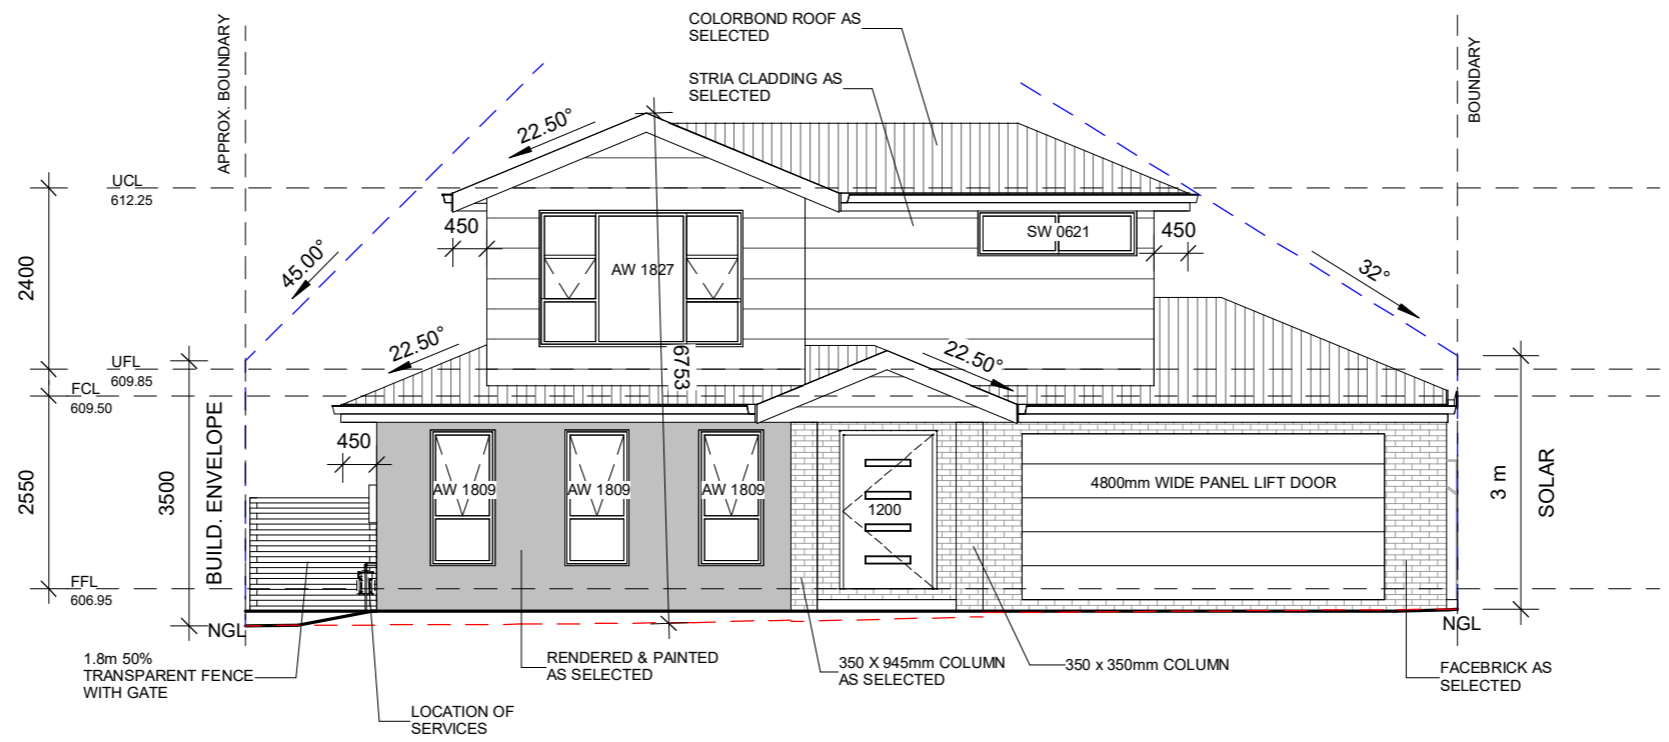 COLORBOND ROOF AS
SELECTED
STRIA CLADDING AS
SELECTED
APPROX. BOUNDARY
BOUNDARY
22.50°
UCL
612.25
450
AW 1827
SW 0621
450
45.00°
32°
2400
22.50°
6753
22.50°
UFL
609.85
FCL
609.50
BUILD. ENVELOPE
3500
2550
450
AW 1809
AW 1809
AW 1809
1200
4800mm WIDE PANEL LIFT DOOR
3 m
SOLAR
FFL
606.95
NGL
NGL
1.8m 50%
TRANSPARENT FENCE
WITH GATE
RENDERED & PAINTED
AS SELECTED
350 X 945mm COLUMN
AS SELECTED
350 x 350mm COLUMN
FACEBRICK AS
SELECTED
LOCATION OF
SERVICES